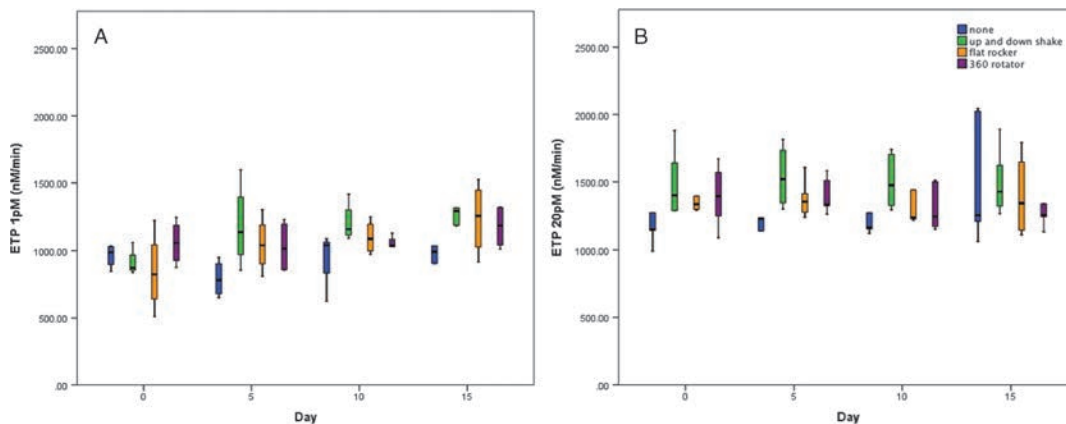 A
2500.00
2000.00
1500.00
1000.00
500.00
.00
ETP 1pM (nM/min)
0 5 10 15
Day
B
none
up and down shake
flat rocker
360 rotator
2500.00
2000.00
1500.00
1000.00
500.00
.00
ETP 20pM (nM/min)
0 5 10 15
Day